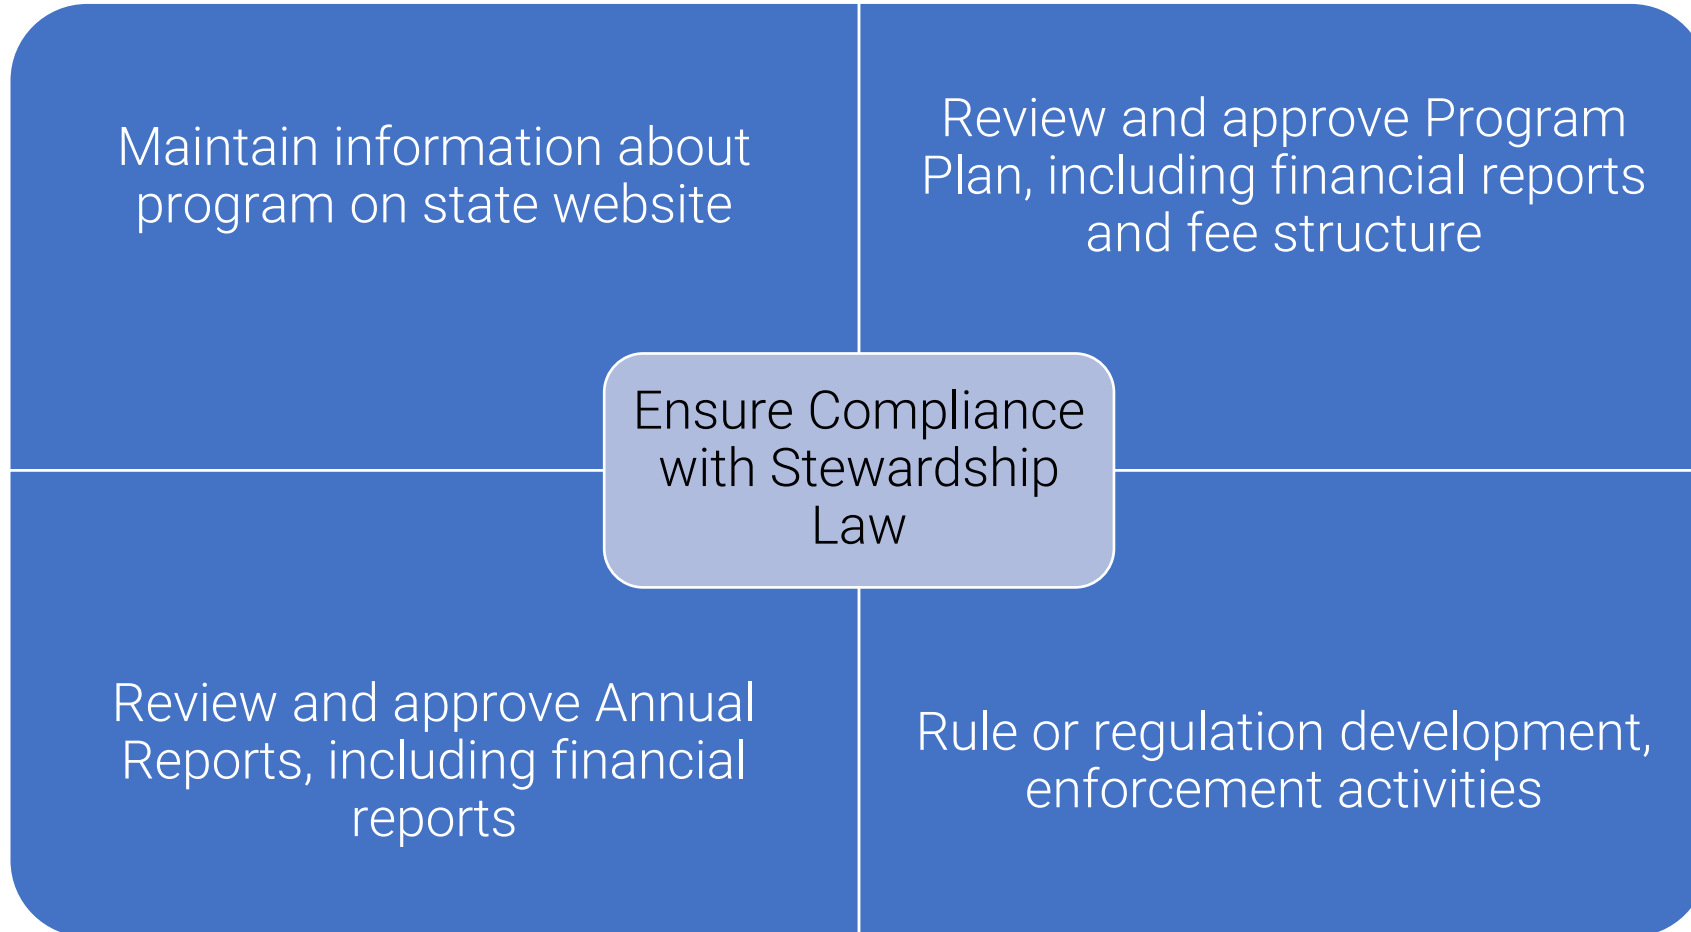 Maintain information about
program on state website
Review and approve Program
Plan, including financial reports
and fee structure
Ensure Compliance
with Stewardship
Law
Review and approve Annual
Reports, including financial
reports
Rule or regulation development,
enforcement activities